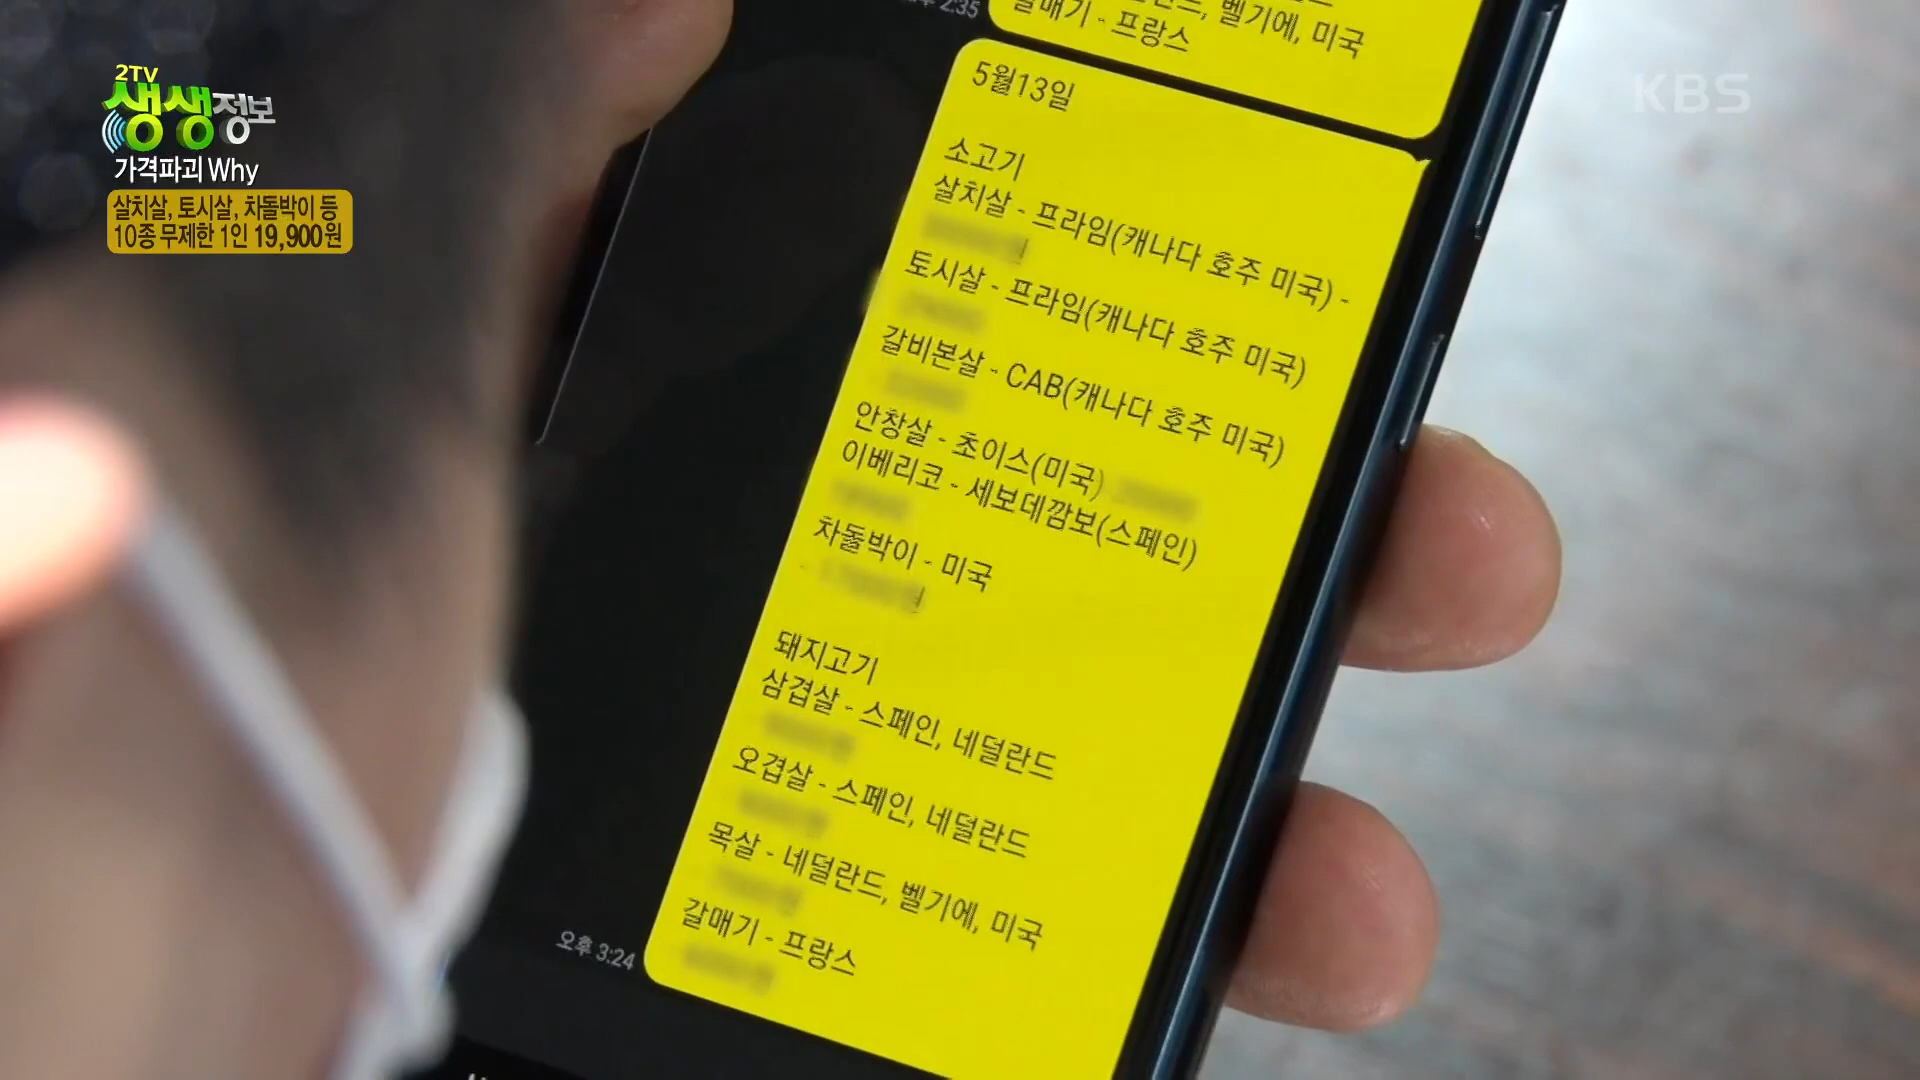 2TV
생생정보
가격파괴 Why
살치살, 토시살, 차돌박이 등
10종 무제한 1인 19,900원
KBS
2:35
벨기에, 미국
갈매기 - 프랑스
5월13일
소고기
살치살 - 프라임(캐나다 호주 미국) -
토시살 - 프라임(캐나다 호주 미국)
갈비본살 - CAB(캐나다 호주 미국)
안창살 - 초이스(미국)
이베리코 - 세보데깜보(스페인)
차돌박이 - 미국
돼지고기
삼겹살 - 스페인, 네덜란드
오겹살 - 스페인, 네덜란드
목살 - 네덜란드, 벨기에, 미국
갈매기 - 프랑스
오후 3:24